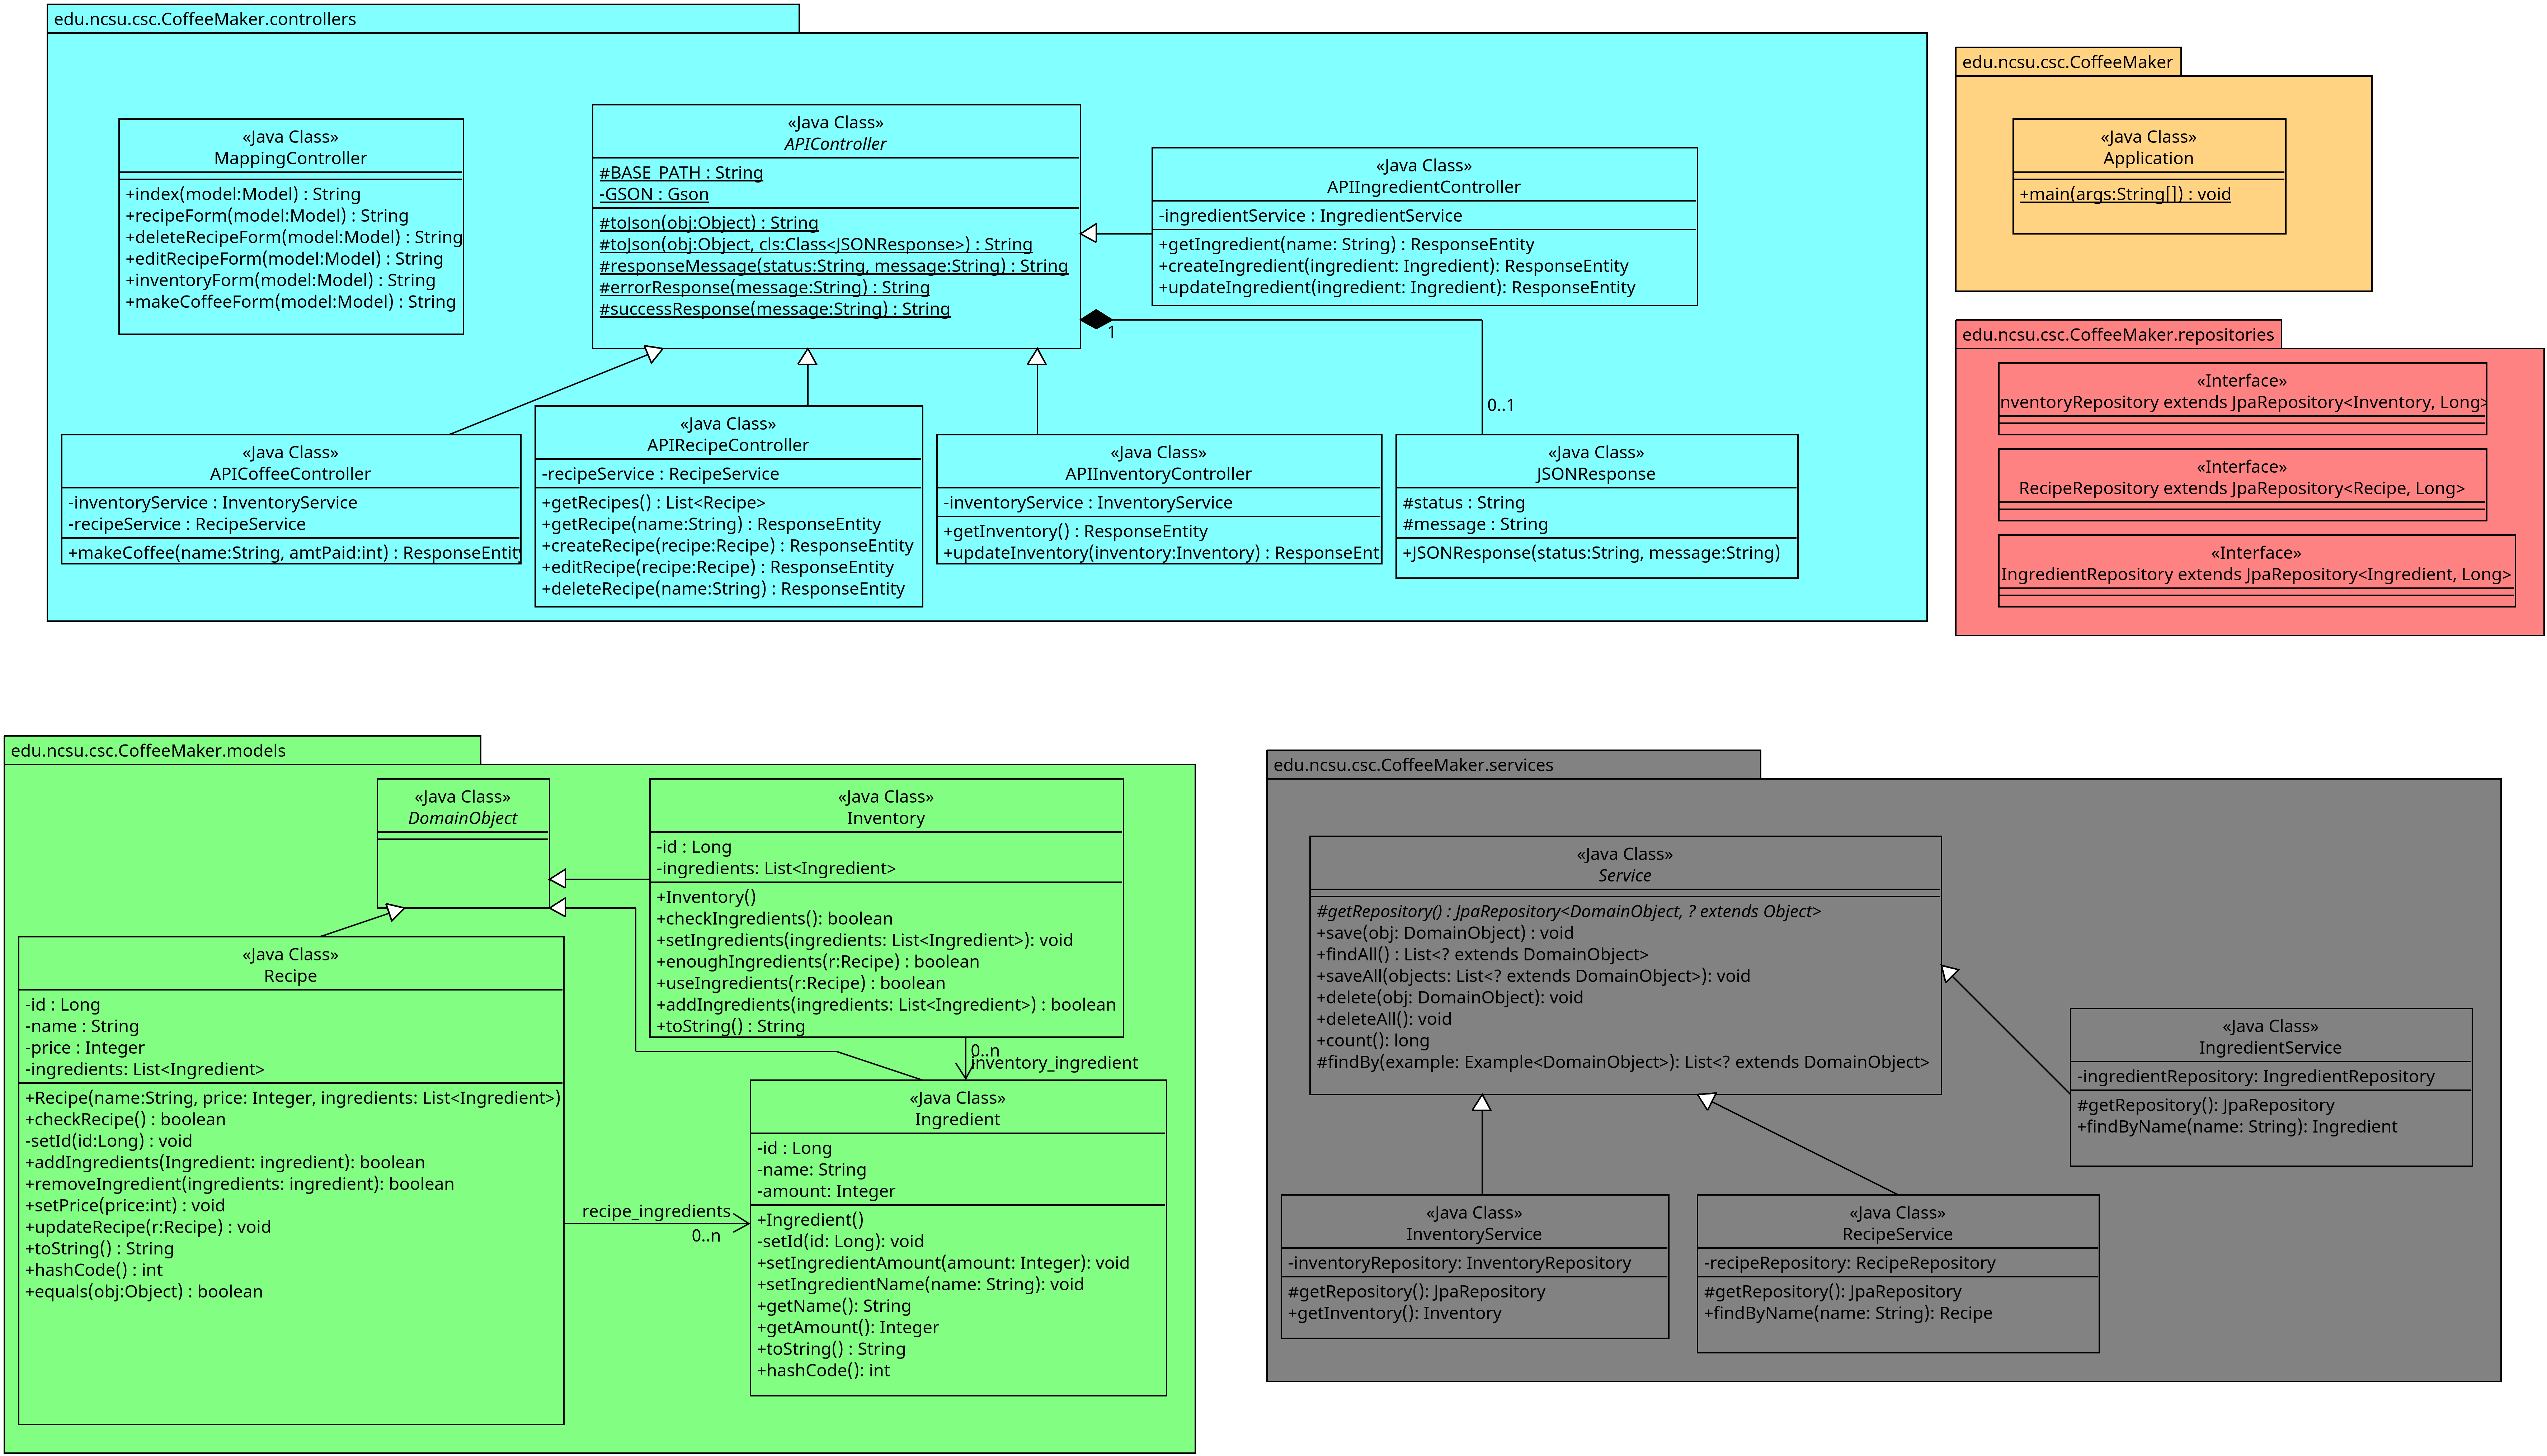 edu.ncsu.csc.CoffeeMaker.controllers
«Java Class»
MappingController
+index(model:Model) : String
+recipeForm(model:Model) : String
+deleteRecipeForm(model:Model) : String
+editRecipeForm(model:Model) : String
+inventoryForm(model:Model) : String
+makeCoffeeForm(model:Model) : String
«Java Class»
APIController
#BASE_PATH : String
-GSON : Gson
#toJson(obj:Object) : String
#toJson(obj:Object, cls:Class<JSONResponse>) : String
#responseMessage(status:String, message:String) : String
#errorResponse(message:String) : String
#successResponse(message:String) : String
«Java Class»
APIIngredientController
-ingredientService : IngredientService
+getIngredient(name: String) : ResponseEntity
+createIngredient(ingredient: Ingredient): ResponseEntity
+updateIngredient(ingredient: Ingredient): ResponseEntity
1
0..1
«Java Class»
APICoffeeController
-inventoryService : InventoryService
-recipeService : RecipeService
+makeCoffee(name:String, amtPaid:int) : ResponseEntity
«Java Class»
APIRecipeController
-recipeService : RecipeService
+getRecipes() : List<Recipe>
+getRecipe(name:String) : ResponseEntity
+createRecipe(recipe:Recipe) : ResponseEntity
+editRecipe(recipe:Recipe) : ResponseEntity
+deleteRecipe(name:String) : ResponseEntity
«Java Class»
APIInventoryController
-inventoryService : InventoryService
+getInventory() : ResponseEntity
+updateInventory(inventory:Inventory) : ResponseEnti
«Java Class»
JSONResponse
#status : String
#message : String
+JSONResponse(status:String, message:String)
edu.ncsu.csc.CoffeeMaker
«Java Class»
Application
+main(args:String[]) : void
edu.ncsu.csc.CoffeeMaker.repositories
«Interface»
nventoryRepository extends JpaRepository<Inventory, Long>
«Interface»
RecipeRepository extends JpaRepository<Recipe, Long>
«Interface»
IngredientRepository extends JpaRepository<Ingredient, Long>
edu.ncsu.csc.CoffeeMaker.models
«Java Class»
DomainObject
«Java Class»
Inventory
-id : Long
-ingredients: List<Ingredient>
+Inventory()
+checkIngredients(): boolean
+setIngredients(ingredients: List<Ingredient>): void
+enoughIngredients(r:Recipe) : boolean
+useIngredients(r:Recipe) : boolean
+addIngredients(ingredients: List<Ingredient>) : boolean
+toString() : String
0..n
inventory_ingredient
«Java Class»
Recipe
-id : Long
-name : String
-price : Integer
-ingredients: List<Ingredient>
+Recipe(name:String, price: Integer, ingredients: List<Ingredient>)
+checkRecipe() : boolean
-setId(id:Long) : void
+addIngredients(Ingredient: ingredient): boolean
+removeIngredient(ingredients: ingredient): boolean
+setPrice(price:int) : void
+updateRecipe(r:Recipe) : void
+toString() : String
+hashCode() : int
+equals(obj:Object) : boolean
recipe_ingredients
0..n
«Java Class»
Ingredient
-id : Long
-name: String
-amount: Integer
+Ingredient()
-setId(id: Long): void
+setIngredientAmount(amount: Integer): void
+setIngredientName(name: String): void
+getName(): String
+getAmount(): Integer
+toString() : String
+hashCode(): int
edu.ncsu.csc.CoffeeMaker.services
«Java Class»
Service
#getRepository() : JpaRepository<DomainObject, ? extends Object>
+save(obj: DomainObject) : void
+findAll() : List<? extends DomainObject>
+saveAll(objects: List<? extends DomainObject>): void
+delete(obj: DomainObject): void
+deleteAll(): void
+count(): long
#findBy(example: Example<DomainObject>): List<? extends DomainObject>
«Java Class»
IngredientService
-ingredientRepository: IngredientRepository
#getRepository(): JpaRepository
+findByName(name: String): Ingredient
«Java Class»
InventoryService
-inventoryRepository: InventoryRepository
#getRepository(): JpaRepository
+getInventory(): Inventory
«Java Class»
RecipeService
-recipeRepository: RecipeRepository
#getRepository(): JpaRepository
+findByName(name: String): Recipe